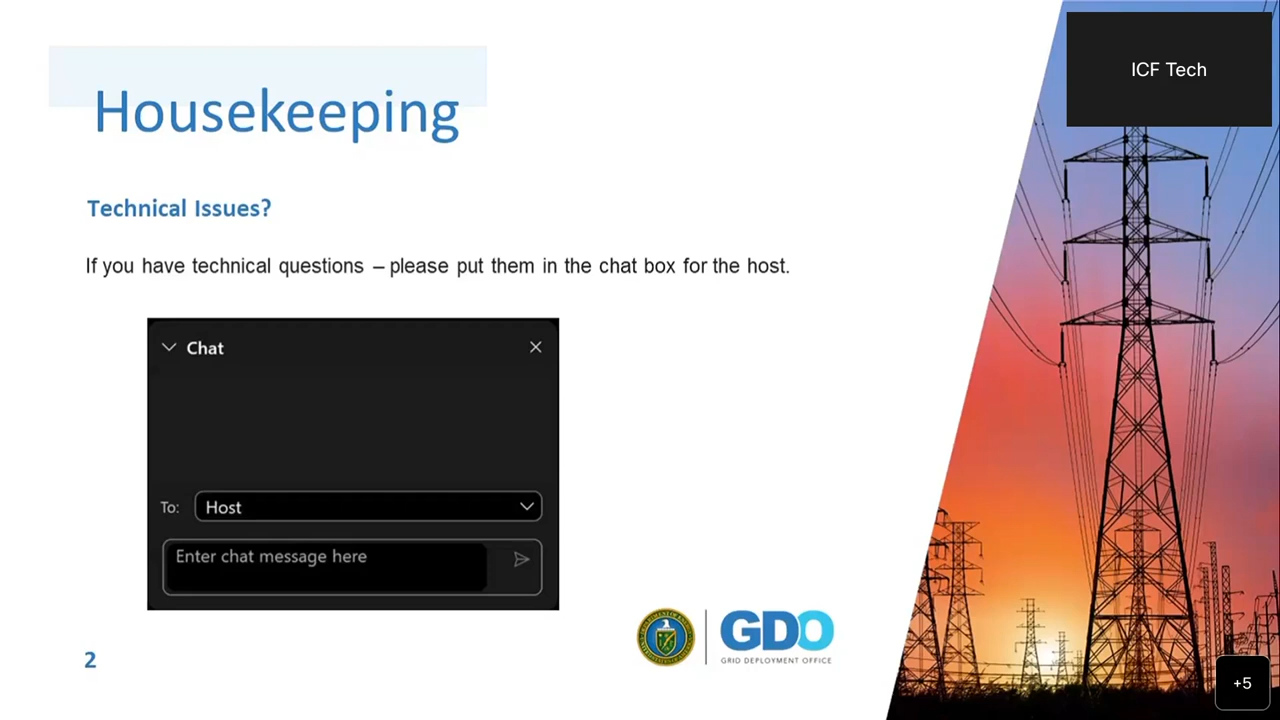 ICF Tech
Housekeeping
Technical Issues?
If you have technical questions – please put them in the chat box for the host.
Chat
To: Host
Enter chat message here
GDO
GRID DEPLOYMENT OFFICE
2
+5